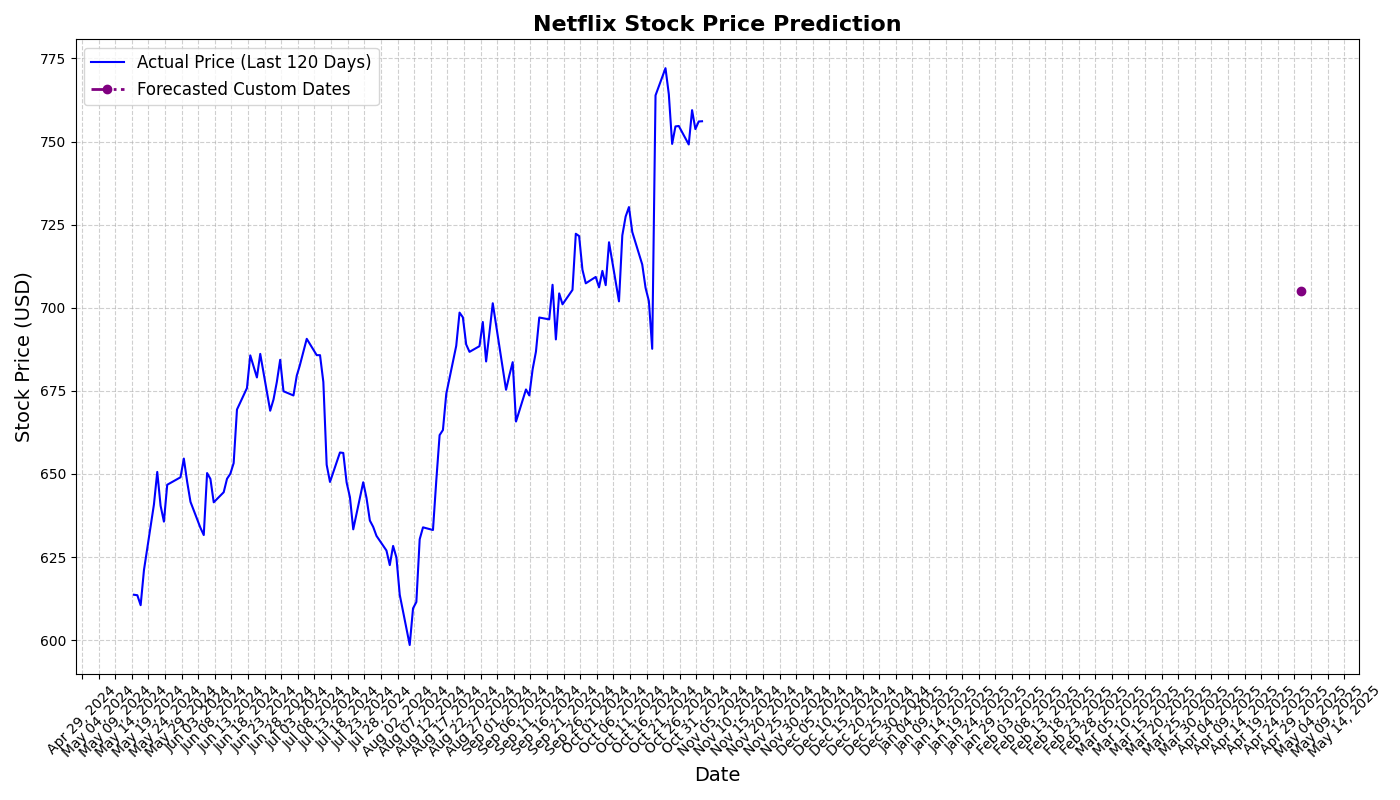 Netflix Stock Price Prediction
Actual Price (Last 120 Days)
Forecasted Custom Dates
Stock Price (USD)
775
750
725
700
675
650
625
600
Apr 29, 2024
May 04, 2024
May 09, 2024
May 14, 2024
May 19, 2024
May 24, 2024
May 29, 2024
Jun 03, 2024
Jun 08, 2024
Jun 13, 2024
Jun 18, 2024
Jun 23, 2024
Jun 28, 2024
Jul 03, 2024
Jul 08, 2024
Jul 13, 2024
Jul 18, 2024
Jul 23, 2024
Jul 28, 2024
Aug 02, 2024
Aug 07, 2024
Aug 12, 2024
Aug 17, 2024
Aug 22, 2024
Aug 27, 2024
Sep 01, 2024
Sep 06, 2024
Sep 11, 2024
Sep 16, 2024
Sep 21, 2024
Sep 26, 2024
Oct 01, 2024
Oct 06, 2024
Oct 11, 2024
Oct 16, 2024
Oct 21, 2024
Oct 26, 2024
Oct 31, 2024
Nov 05, 2024
Nov 10, 2024
Nov 15, 2024
Nov 20, 2024
Nov 25, 2024
Nov 30, 2024
Dec 05, 2024
Dec 10, 2024
Dec 15, 2024
Dec 20, 2024
Dec 25, 2024
Dec 30, 2024
Jan 04, 2025
Jan 09, 2025
Jan 14, 2025
Jan 19, 2025
Jan 24, 2025
Jan 29, 2025
Feb 03, 2025
Feb 08, 2025
Feb 13, 2025
Feb 18, 2025
Feb 23, 2025
Feb 28, 2025
Mar 05, 2025
Mar 10, 2025
Mar 15, 2025
Mar 20, 2025
Mar 25, 2025
Mar 30, 2025
Apr 04, 2025
Apr 09, 2025
Apr 14, 2025
Apr 19, 2025
Apr 24, 2025
Apr 29, 2025
May 04, 2025
May 09, 2025
May 14, 2025
Date